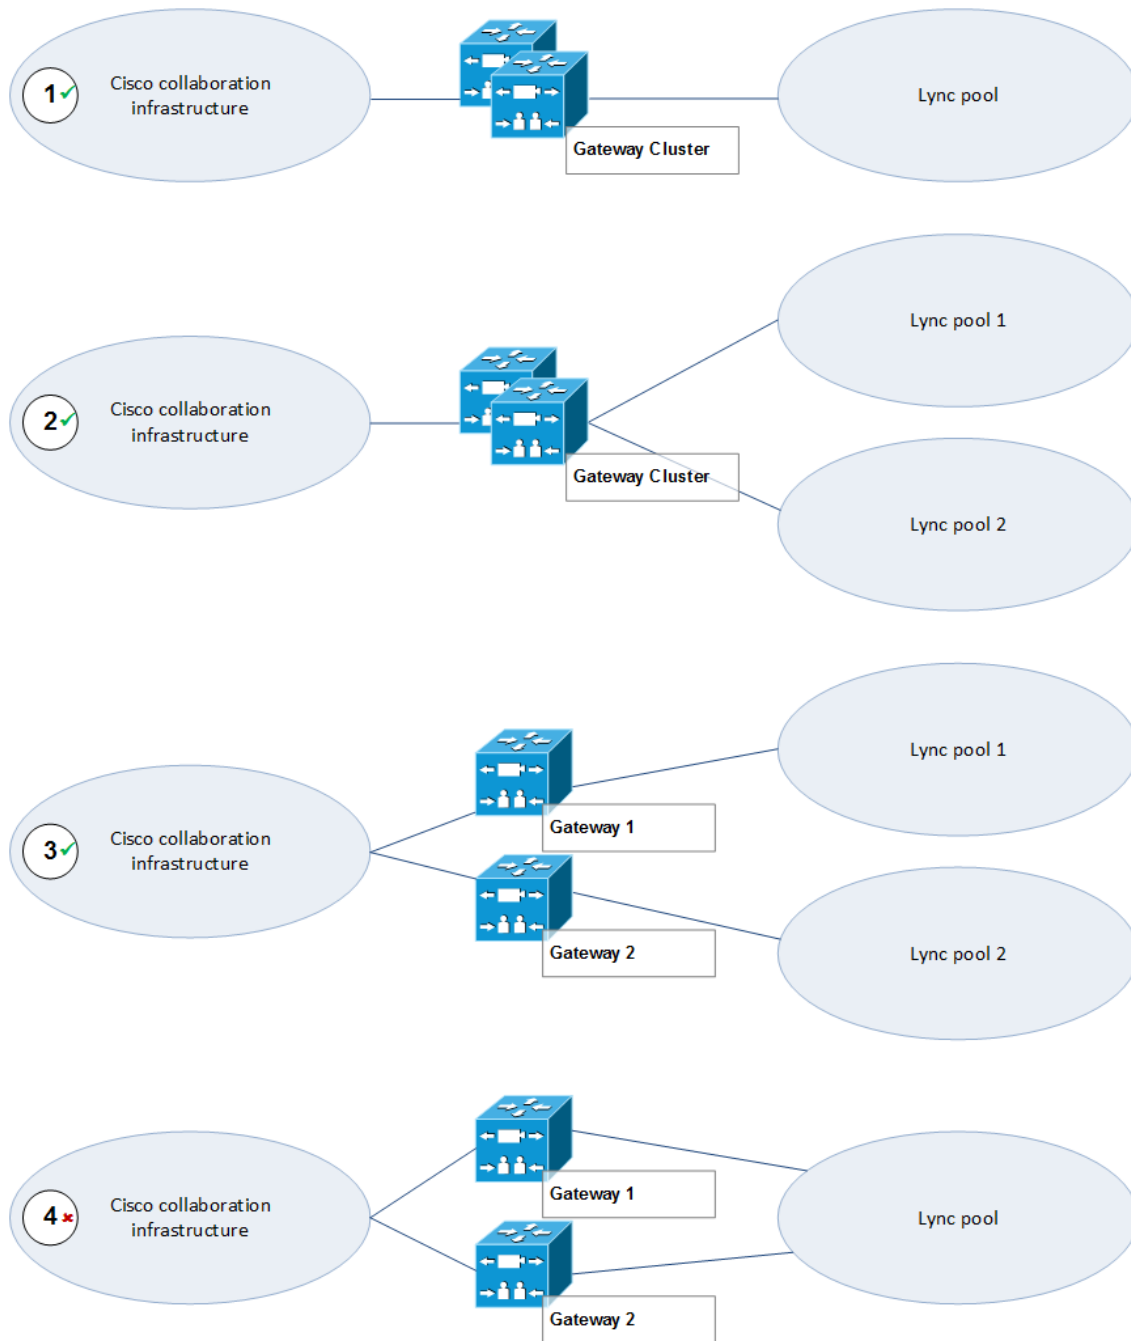 1
Cisco collaboration
infrastructure
Gateway Cluster
Lync pool
2
Cisco collaboration
infrastructure
Gateway Cluster
Lync pool 1
Lync pool 2
3
Cisco collaboration
infrastructure
Gateway 1
Gateway 2
Lync pool 1
Lync pool 2
4
Cisco collaboration
infrastructure
Gateway 1
Gateway 2
Lync pool